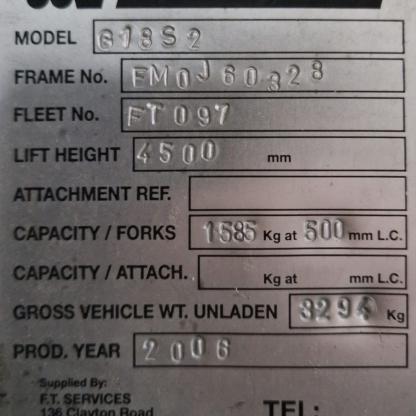 MODEL G18S2
FRAME No. FM0J60328
FLEET No. FT097
LIFT HEIGHT 4500 mm
ATTACHMENT REF.
CAPACITY / FORKS 1585 Kg at 500 mm L.C.
CAPACITY / ATTACH. Kg at mm L.C.
GROSS VEHICLE WT. UNLADEN 3294 Kg
PROD. YEAR 2006
Supplied By:
F.T. SERVICES
136 Clayton Road
TEL: